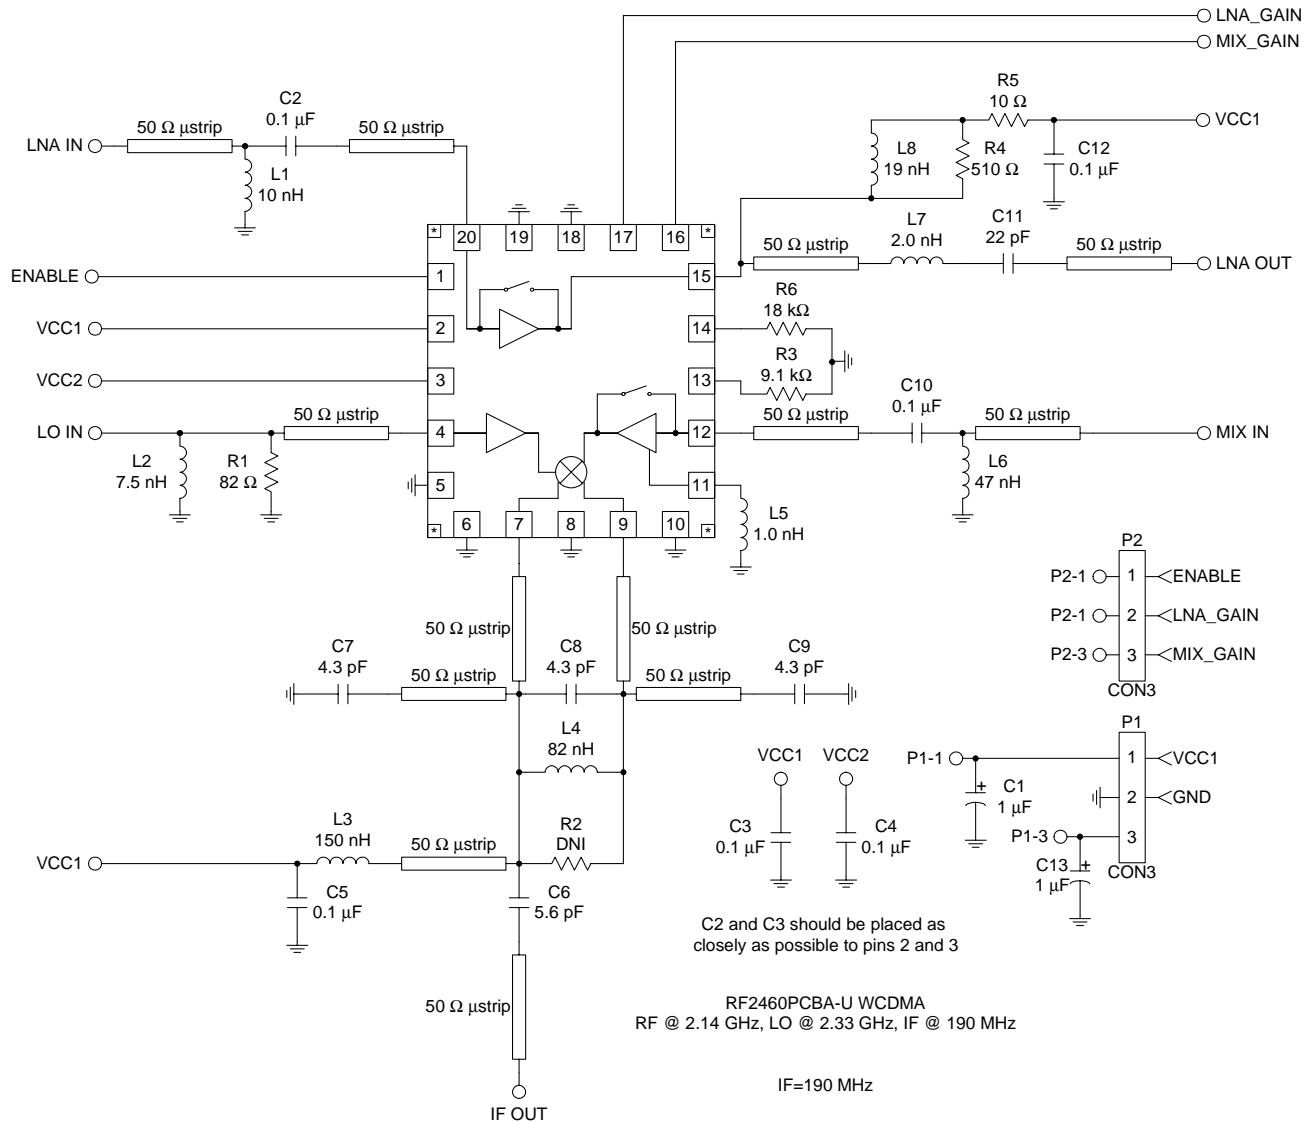 LNA_GAIN
MIX_GAIN
R5
10 Ω
VCC1
C2
0.1 µF
50 Ω µstrip
50 Ω µstrip
LNA IN
L1
10 nH
L8
19 nH
R4
510 Ω
C12
0.1 µF
L7
2.0 nH
C11
22 pF
50 Ω µstrip
50 Ω µstrip
LNA OUT
* 20 19 18 17 16 *
ENABLE
1
15
R6
18 kΩ
VCC1
2
14
R3
9.1 kΩ
VCC2
3
13
C10
0.1 µF
50 Ω µstrip
LO IN
4
12
50 Ω µstrip
50 Ω µstrip
MIX IN
L2
7.5 nH
R1
82 Ω
L6
47 nH
5
11
L5
1.0 nH
* 6 7 8 9 10 *
P2
P2-1
1
ENABLE
P2-1
2
LNA_GAIN
P2-3
3
MIX_GAIN
CON3
50 Ω µstrip
50 Ω µstrip
C7
4.3 pF
C8
4.3 pF
C9
4.3 pF
50 Ω µstrip
50 Ω µstrip
L4
82 nH
P1
P1-1
1
VCC1
2
GND
P1-3
3
CON3
+
C1
1 µF
+
C13
1 µF
VCC1
VCC2
C3
0.1 µF
C4
0.1 µF
L3
150 nH
50 Ω µstrip
R2
DNI
VCC1
C5
0.1 µF
C6
5.6 pF
C2 and C3 should be placed as
closely as possible to pins 2 and 3
50 Ω µstrip
RF2460PCBA-U WCDMA
RF @ 2.14 GHz, LO @ 2.33 GHz, IF @ 190 MHz
IF=190 MHz
IF OUT